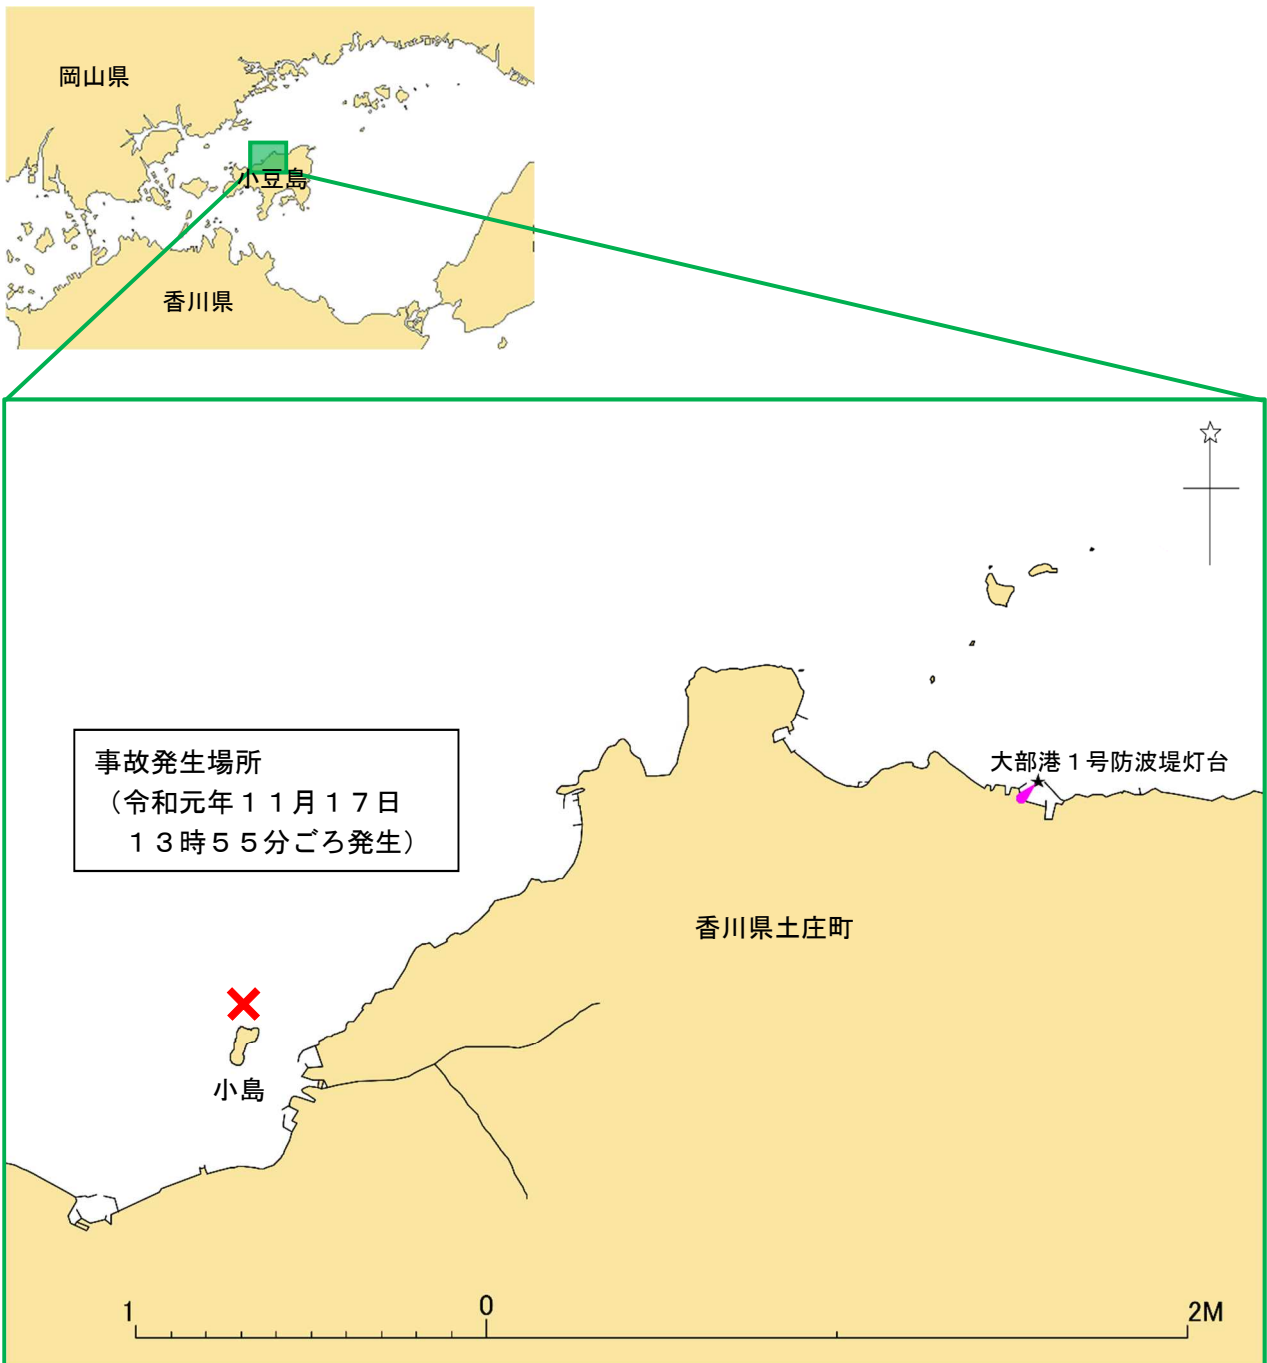 岡山県
小豆島
香川県
事故発生場所
（令和元年１１月１７日
１３時５５分ごろ発生）
大部港１号防波堤灯台
香川県土庄町
小島
1 0 2M